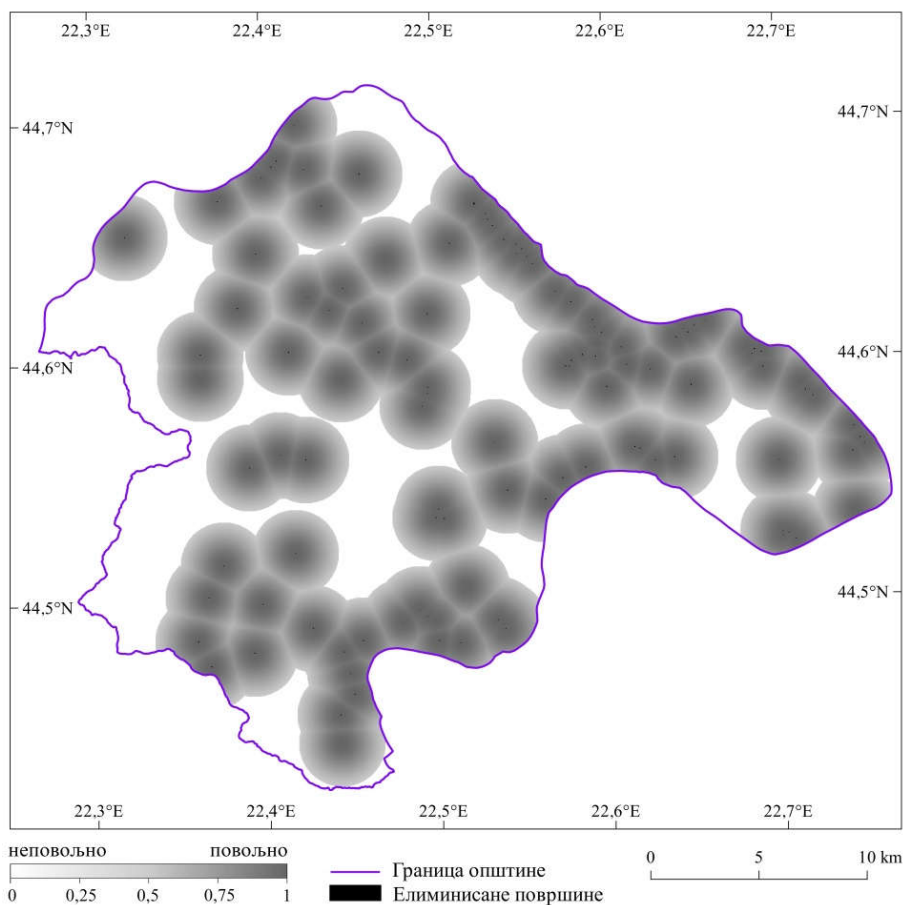 22,3°E 22,4°E 22,5°E 22,6°E 22,7°E
44,7°N 44,7°N
44,6°N 44,6°N
44,5°N 44,5°N
22,3°E 22,4°E 22,5°E 22,6°E 22,7°E
неповољно повољно
0 0,25 0,5 0,75 1
Граница општине
Елиминисане површине
0 5 10 km